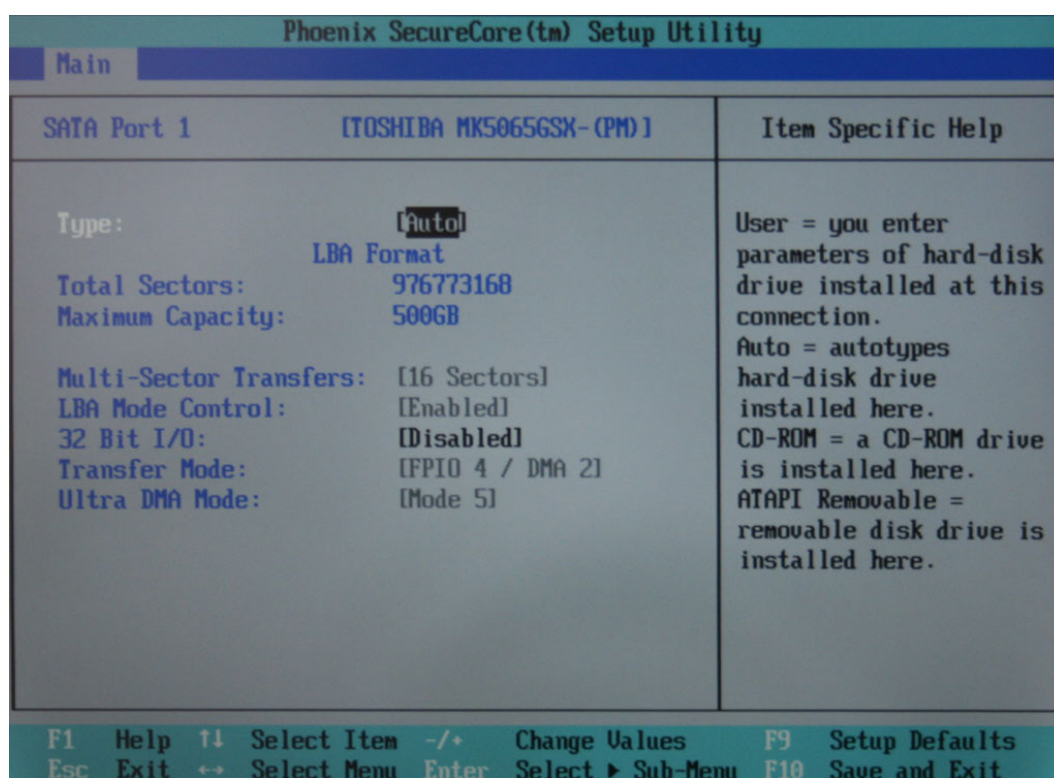 Phoenix SecureCore(tm) Setup Utility
Main
SATA Port 1 [TOSHIBA MK5065GSX-(PM)]
Item Specific Help
Type: [Auto]
LBA Format
Total Sectors: 976773168
Maximum Capacity: 500GB
Multi-Sector Transfers: [16 Sectors]
LBA Mode Control: [Enabled]
32 Bit I/O: [Disabled]
Transfer Mode: [FPIO 4 / DMA 2]
Ultra DMA Mode: [Mode 5]
User = you enter
parameters of hard-disk
drive installed at this
connection.
Auto = autotypes
hard-disk drive
installed here.
CD-ROM = a CD-ROM drive
is installed here.
ATAPI Removable =
removable disk drive is
installed here.
F1 Help ↑↓ Select Item -/+ Change Values F9 Setup Defaults
Esc Exit ↔ Select Menu Enter Select ▶ Sub-Menu F10 Save and Exit